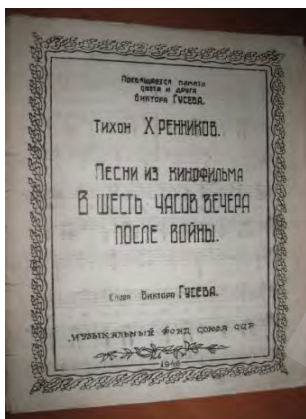 Посвящается памяти
поэта и друга
Виктора Гусева.
Тихон Хренников.
Песни из кинофильма
В шесть часов вечера
после войны.
Слова Виктора Гусева.
Музыкальный фонд Союза ССР